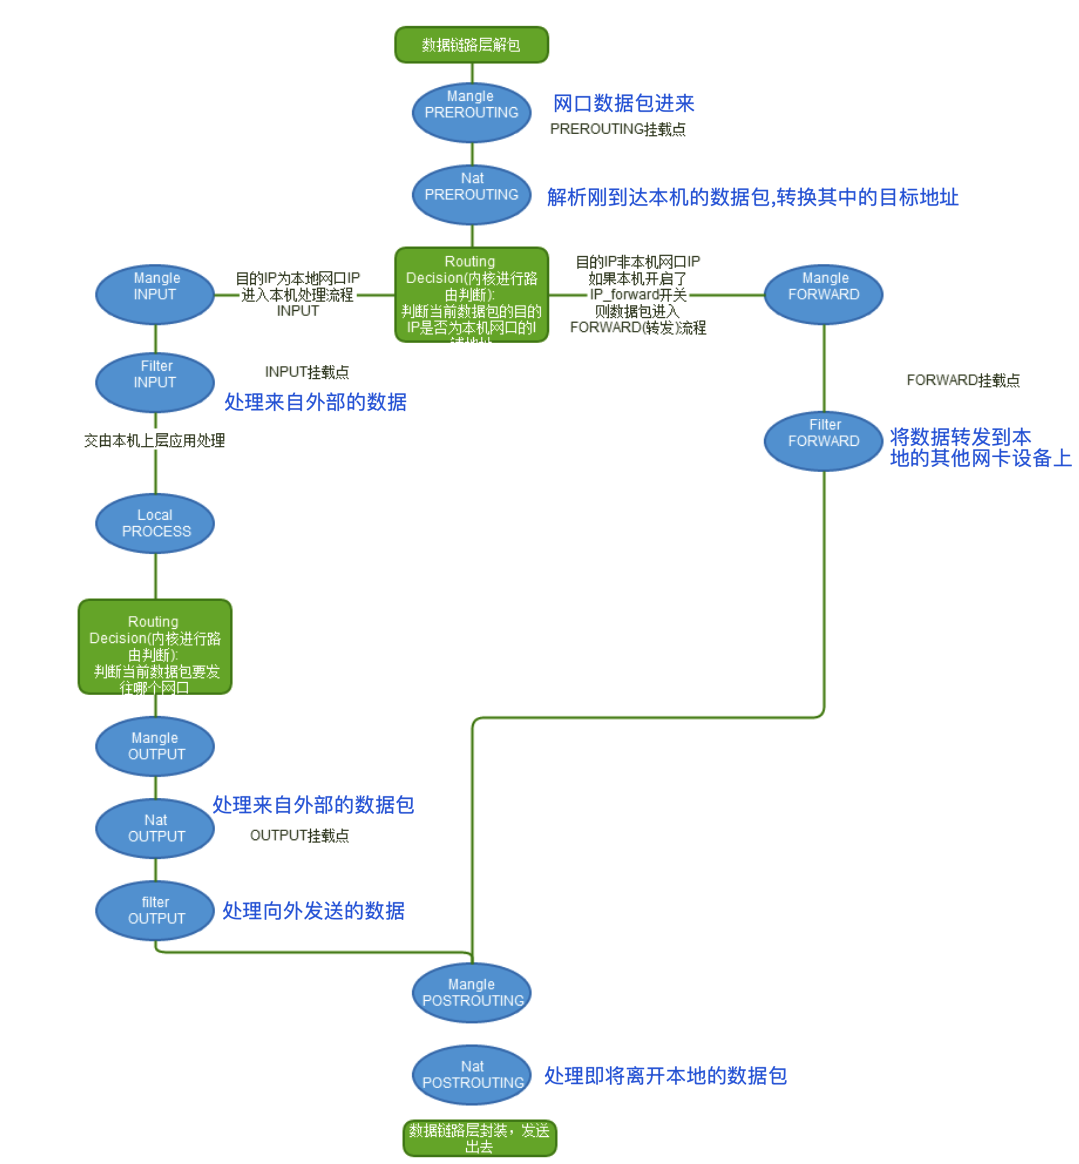 数据链路层解包
Mangle
PREROUTING
网口数据包进来
PREROUTING挂载点
Nat
PREROUTING
解析刚到达本机的数据包,转换其中的目标地址
Routing
Decision(内核进行路
由判断):
判断当前数据包的目的
IP是否为本机网口的I
目的IP为本地网口IP
进入本机处理流程
INPUT
目的IP非本机网口IP
如果本机开启了
IP_forward开关
则数据包进入
FORWARD(转发)流程
Mangle
INPUT
Mangle
FORWARD
Filter
INPUT
INPUT挂载点
处理来自外部的数据
FORWARD挂载点
Filter
FORWARD
将数据转发到本
地的其他网卡设备上
交由本机上层应用处理
Local
PROCESS
Routing
Decision(内核进行路
由判断):
判断当前数据包要发
往哪个网口
Mangle
OUTPUT
处理来自外部的数据包
Nat
OUTPUT
OUTPUT挂载点
filter
OUTPUT
处理向外发送的数据
Mangle
POSTROUTING
Nat
POSTROUTING
处理即将离开本地的数据包
数据链路层封装，发送
出去